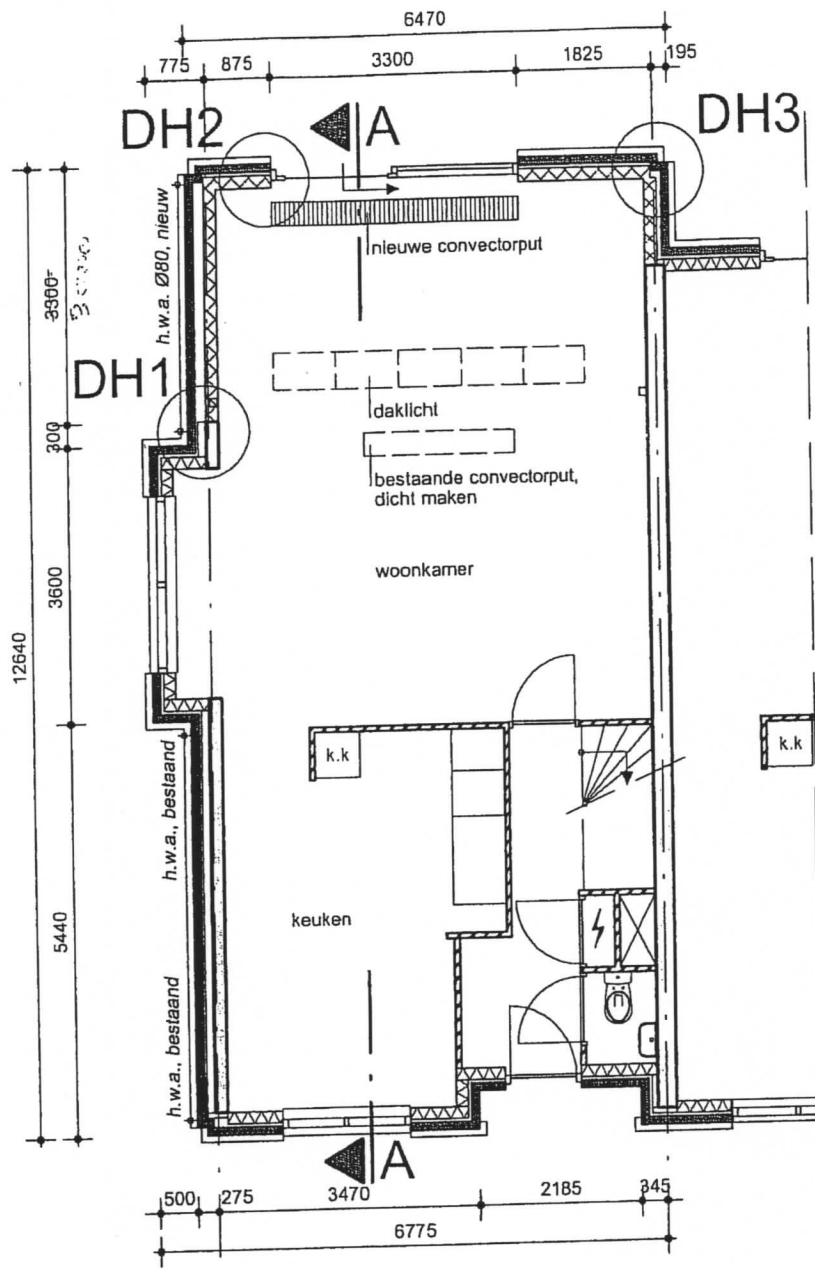 6470
775 875 3300 1825 195
DH2 A DH3
h.w.a. Ø80, nieuw
nieuwe convectorput
3300
DH1
daklicht
300
bestaande convectorput,
dicht maken
woonkamer
3600
12640
k.k
k.k
h.w.a., bestaand
keuken
5440
h.w.a., bestaand
A
500 275 3470 2185 345
6775